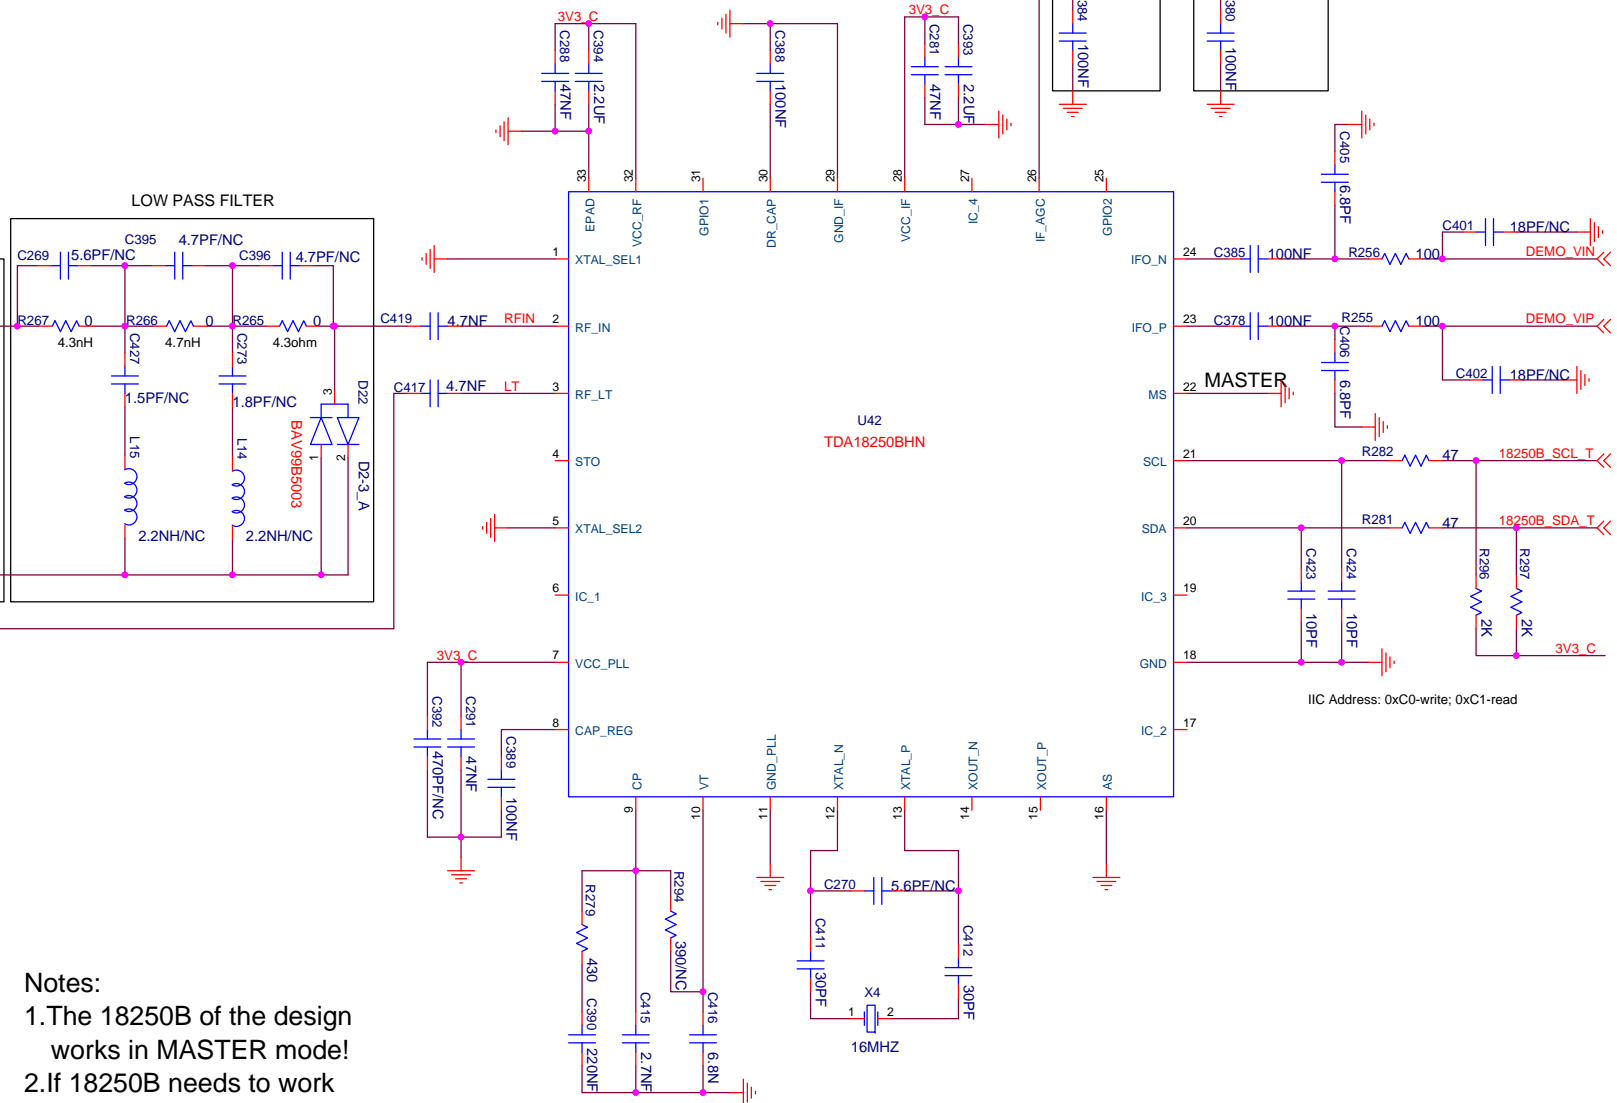 3V3_C
C288
47NF
C394
2.2UF
C388
100NF
3V3_C
C281
47NF
C393
2.2UF
384
100NF
380
100NF
C405
6.8PF
33
32
31
30
29
28
27
26
25
EPAD
VCC_RF
GPIO1
DR_CAP
GND_IF
VCC_IF
IC_4
IF_AGC
GPIO2
LOW PASS FILTER
C269
5.6PF/NC
C395
4.7PF/NC
C396
4.7PF/NC
R267
0
4.3nH
R266
0
4.7nH
R265
0
4.3ohm
C427
1.5PF/NC
C273
1.8PF/NC
L15
2.2NH/NC
L14
2.2NH/NC
3
1
2
D22
BAV99B5003
D2-3_A
C419
4.7NF
RFIN
C417
4.7NF
LT
1
XTAL_SEL1
2
RF_IN
3
RF_LT
4
STO
5
XTAL_SEL2
6
IC_1
7
VCC_PLL
8
CAP_REG
U42
TDA18250BHN
IFO_N
24
IFO_P
23
MS
22
SCL
21
SDA
20
IC_3
19
GND
18
IC_2
17
C385
100NF
R256
100
C401
18PF/NC
DEMO_VIN
C378
100NF
R255
100
DEMO_VIP
C406
6.8PF
C402
18PF/NC
MASTER
R282
47
18250B_SCL_T
R281
47
18250B_SDA_T
C423
10PF
C424
10PF
R296
2K
R297
2K
3V3_C
IIC Address: 0xC0-write; 0xC1-read
3V3_C
C392
470PF/NC
C291
47NF
C389
100NF
CP
VT
GND_PLL
XTAL_N
XTAL_P
XOUT_N
XOUT_P
AS
9
10
11
12
13
14
15
16
R279
430
C390
220NF
C415
2.7NF
R294
390/NC
C416
6.8N
C270
5.6PF/NC
C411
30PF
C412
30PF
X4
1
2
16MHZ
Notes:
1.The 18250B of the design
works in MASTER mode!
2.If 18250B needs to work